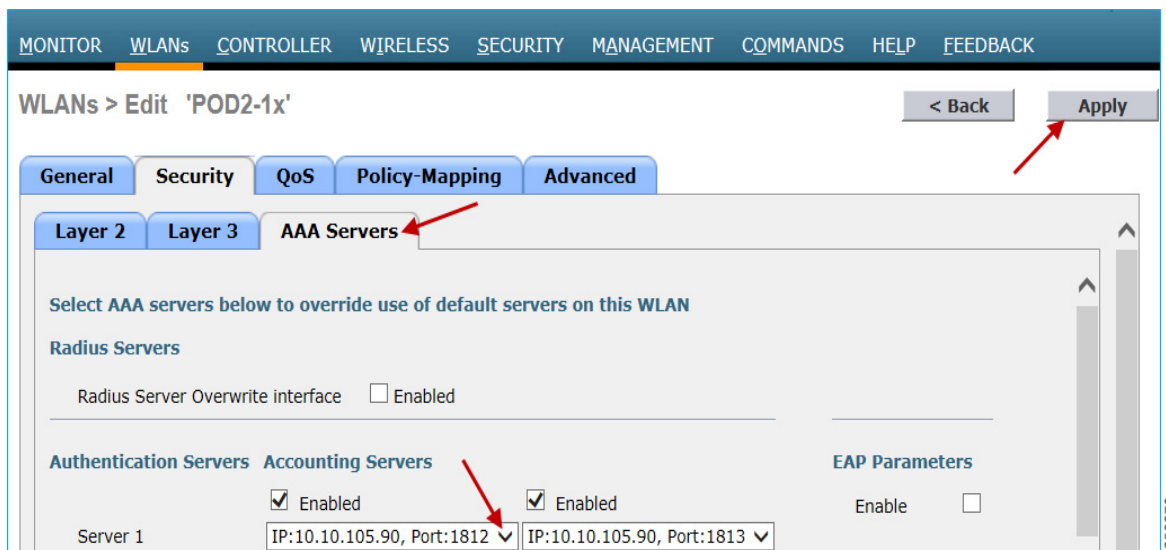 MONITOR WLANs CONTROLLER WIRELESS SECURITY MANAGEMENT COMMANDS HELP FEEDBACK
WLANs > Edit 'POD2-1x'
< Back Apply
General Security QoS Policy-Mapping Advanced
Layer 2 Layer 3 AAA Servers
Select AAA servers below to override use of default servers on this WLAN
Radius Servers
Radius Server Overwrite interface Enabled
Authentication Servers Accounting Servers EAP Parameters
Enabled Enabled Enable
Server 1 IP:10.10.105.90, Port:1812 IP:10.10.105.90, Port:1813